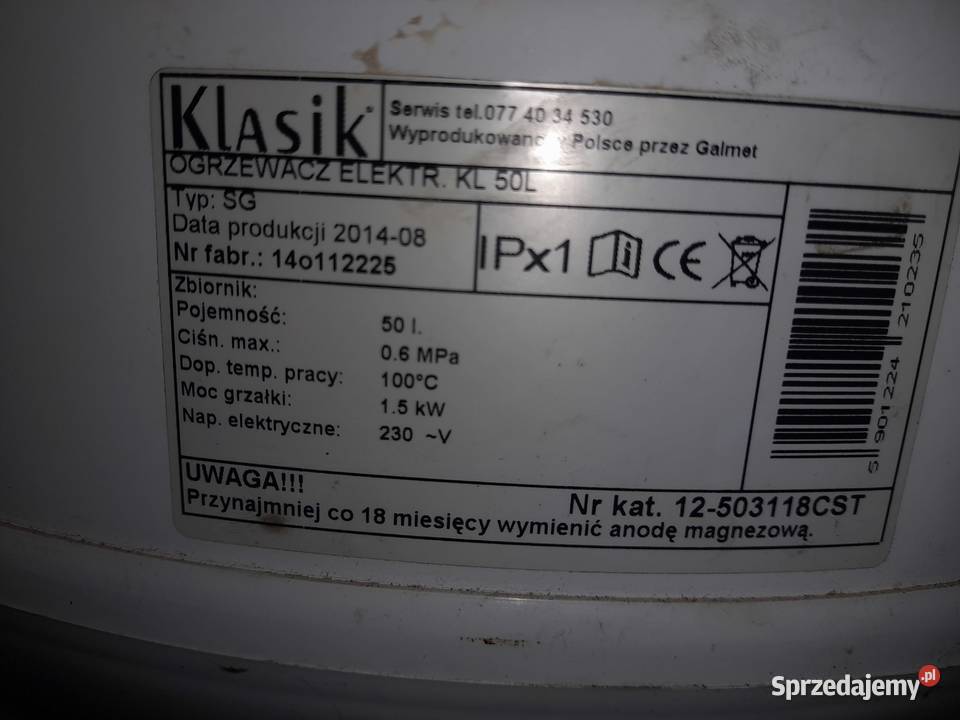 Klasik
Serwis tel.077 40 34 530
Wyprodukowano w Polsce przez Galmet
OGRZEWACZ ELEKTR. KL 50L
Typ: SG
Data produkcji 2014-08
Nr fabr.: 14o112225
IPx1
CE
Zbiornik:
Pojemność: 50 l.
Ciśn. max.: 0.6 MPa
Dop. temp. pracy: 100°C
Moc grzałki: 1.5 kW
Nap. elektryczne: 230 ~V
5 901224 210235
UWAGA!!!
Nr kat. 12-503118CST
Przynajmniej co 18 miesięcy wymienić anodę magnezową.
Sprzedajemy.pl